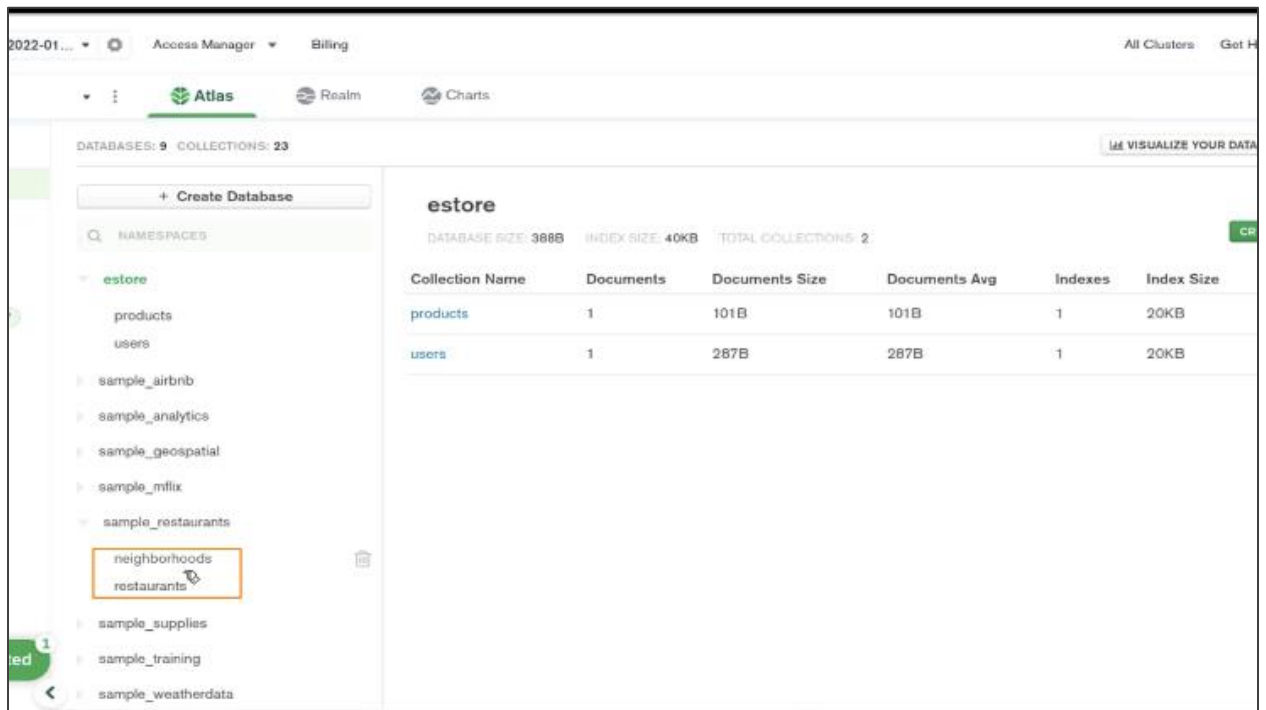 2022-01... Access Manager Billing All Clusters Get H
Atlas Realm Charts
DATABASES: 9 COLLECTIONS: 23
VISUALIZE YOUR DATA
+ Create Database
NAMESPACES
estore
products
users
sample_airbnb
sample_analytics
sample_geospatial
sample_mflix
sample_restaurants
neighborhoods
restaurants
sample_supplies
sample_training
sample_weatherdata
ted
1
estore
DATABASE SIZE: 388B INDEX SIZE: 40KB TOTAL COLLECTIONS: 2
CR
Collection Name Documents Documents Size Documents Avg Indexes Index Size
products 1 101B 101B 1 20KB
users 1 287B 287B 1 20KB